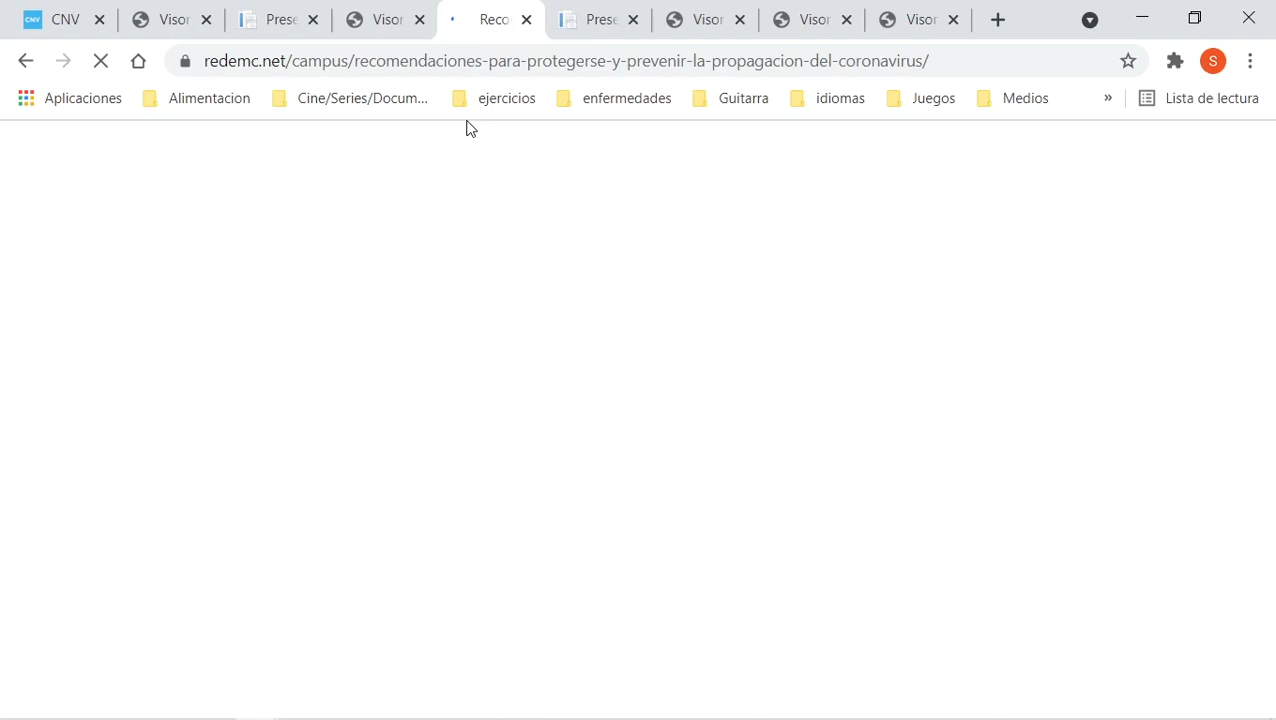 CNV CNV Visor Prese Visor Reco Prese Visor Visor Visor
redemc.net/campus/recomendaciones-para-protegerse-y-prevenir-la-propagacion-del-coronavirus/ S
Aplicaciones Alimentacion Cine/Series/Docum... ejercicios enfermedades Guitarra idiomas Juegos Medios » Lista de lectura